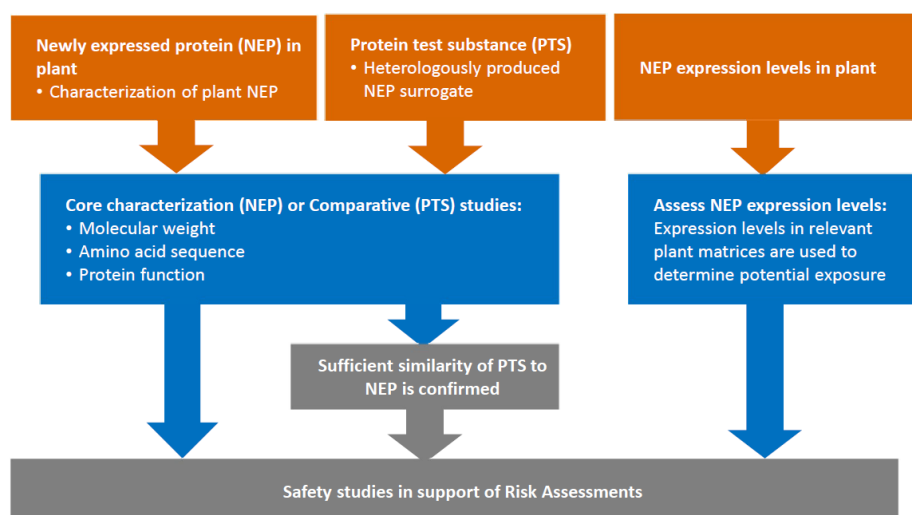 Newly expressed protein (NEP) in
plant
• Characterization of plant NEP
Protein test substance (PTS)
• Heterologously produced
NEP surrogate
NEP expression levels in plant
Core characterization (NEP) or Comparative (PTS) studies:
• Molecular weight
• Amino acid sequence
• Protein function
Assess NEP expression levels:
Expression levels in relevant
plant matrices are used to
determine potential exposure
Sufficient similarity of PTS to
NEP is confirmed
Safety studies in support of Risk Assessments